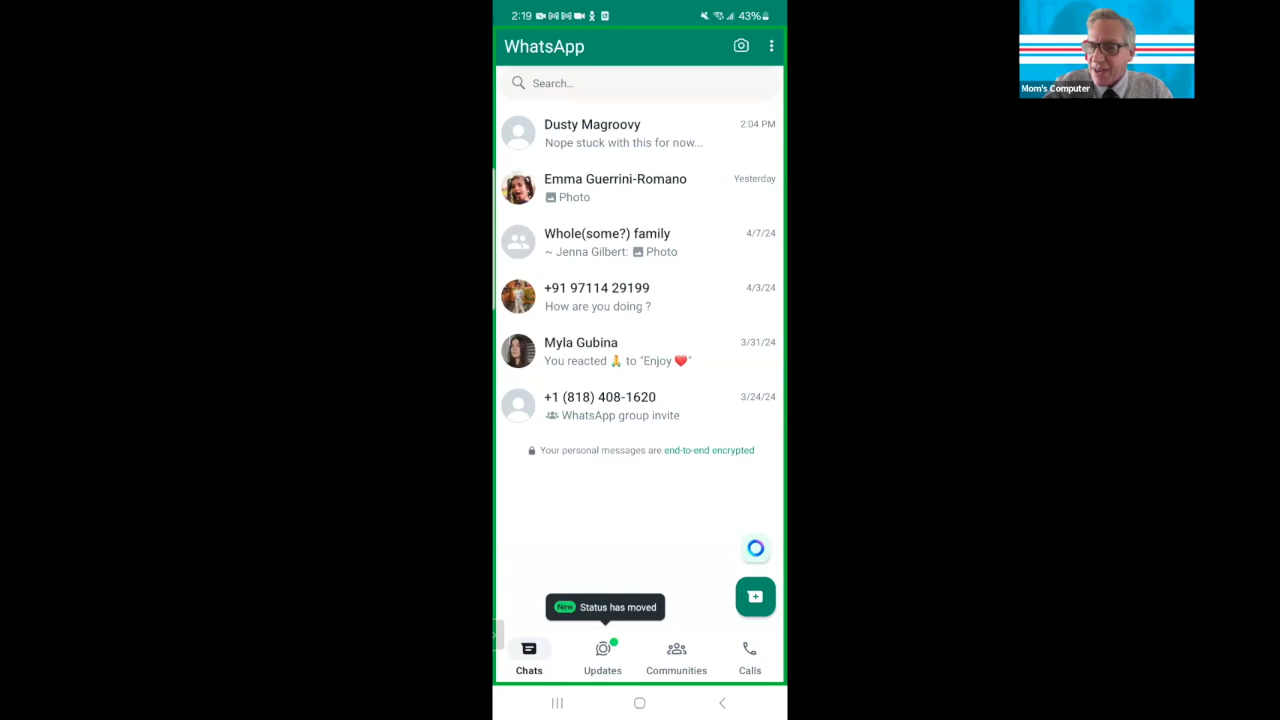 2:19
43%
WhatsApp
Search...
Dusty Magroovy 2:04 PM
Nope stuck with this for now...
Emma Guerrini-Romano Yesterday
Photo
Whole(some?) family 4/7/24
~ Jenna Gilbert: Photo
+91 97114 29199 4/3/24
How are you doing ?
Myla Gubina 3/31/24
You reacted 🙏 to "Enjoy ❤️"
+1 (818) 408-1620 3/24/24
WhatsApp group invite
Your personal messages are end-to-end encrypted
New Status has moved
Chats Updates Communities Calls
Mom's Computer